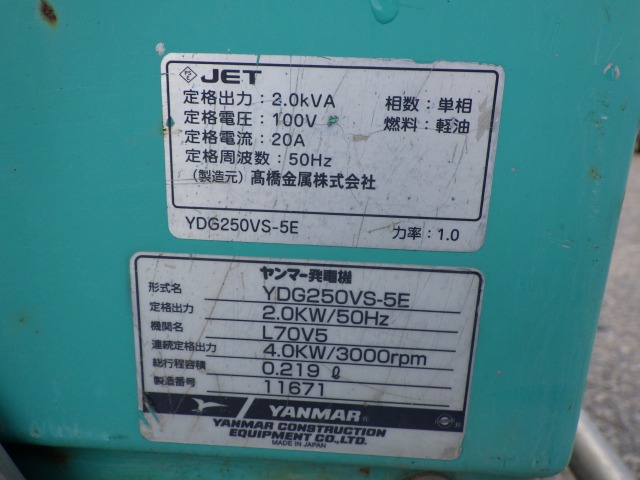 JET
定格出力：2.0kVA 相数：単相
定格電圧：100V 燃料：軽油
定格電流：20A
定格周波数：50Hz
（製造元）髙橋金属株式会社
YDG250VS-5E 力率：1.0
ヤンマー発電機
形式名 YDG250VS-5E
定格出力 2.0KW/50Hz
機関名 L70V5
連続定格出力 4.0KW/3000rpm
総行程容積 0.219 ℓ
製造番号 11671
YANMAR®
YANMAR CONSTRUCTION
EQUIPMENT CO.,LTD.
MADE IN JAPAN